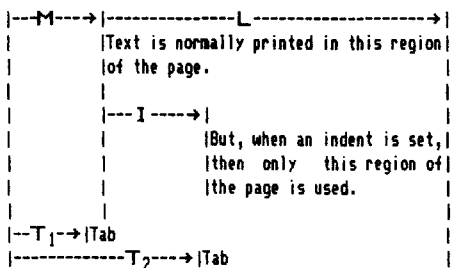 |---M---→|---------------L------------------→|
|Text is normally printed in this region|
|of the page.
|---I-----→|
|But, when an indent is set,|
|then only this region of|
|the page is used.
|--T1--→|Tab
|--------------T2----→|Tab